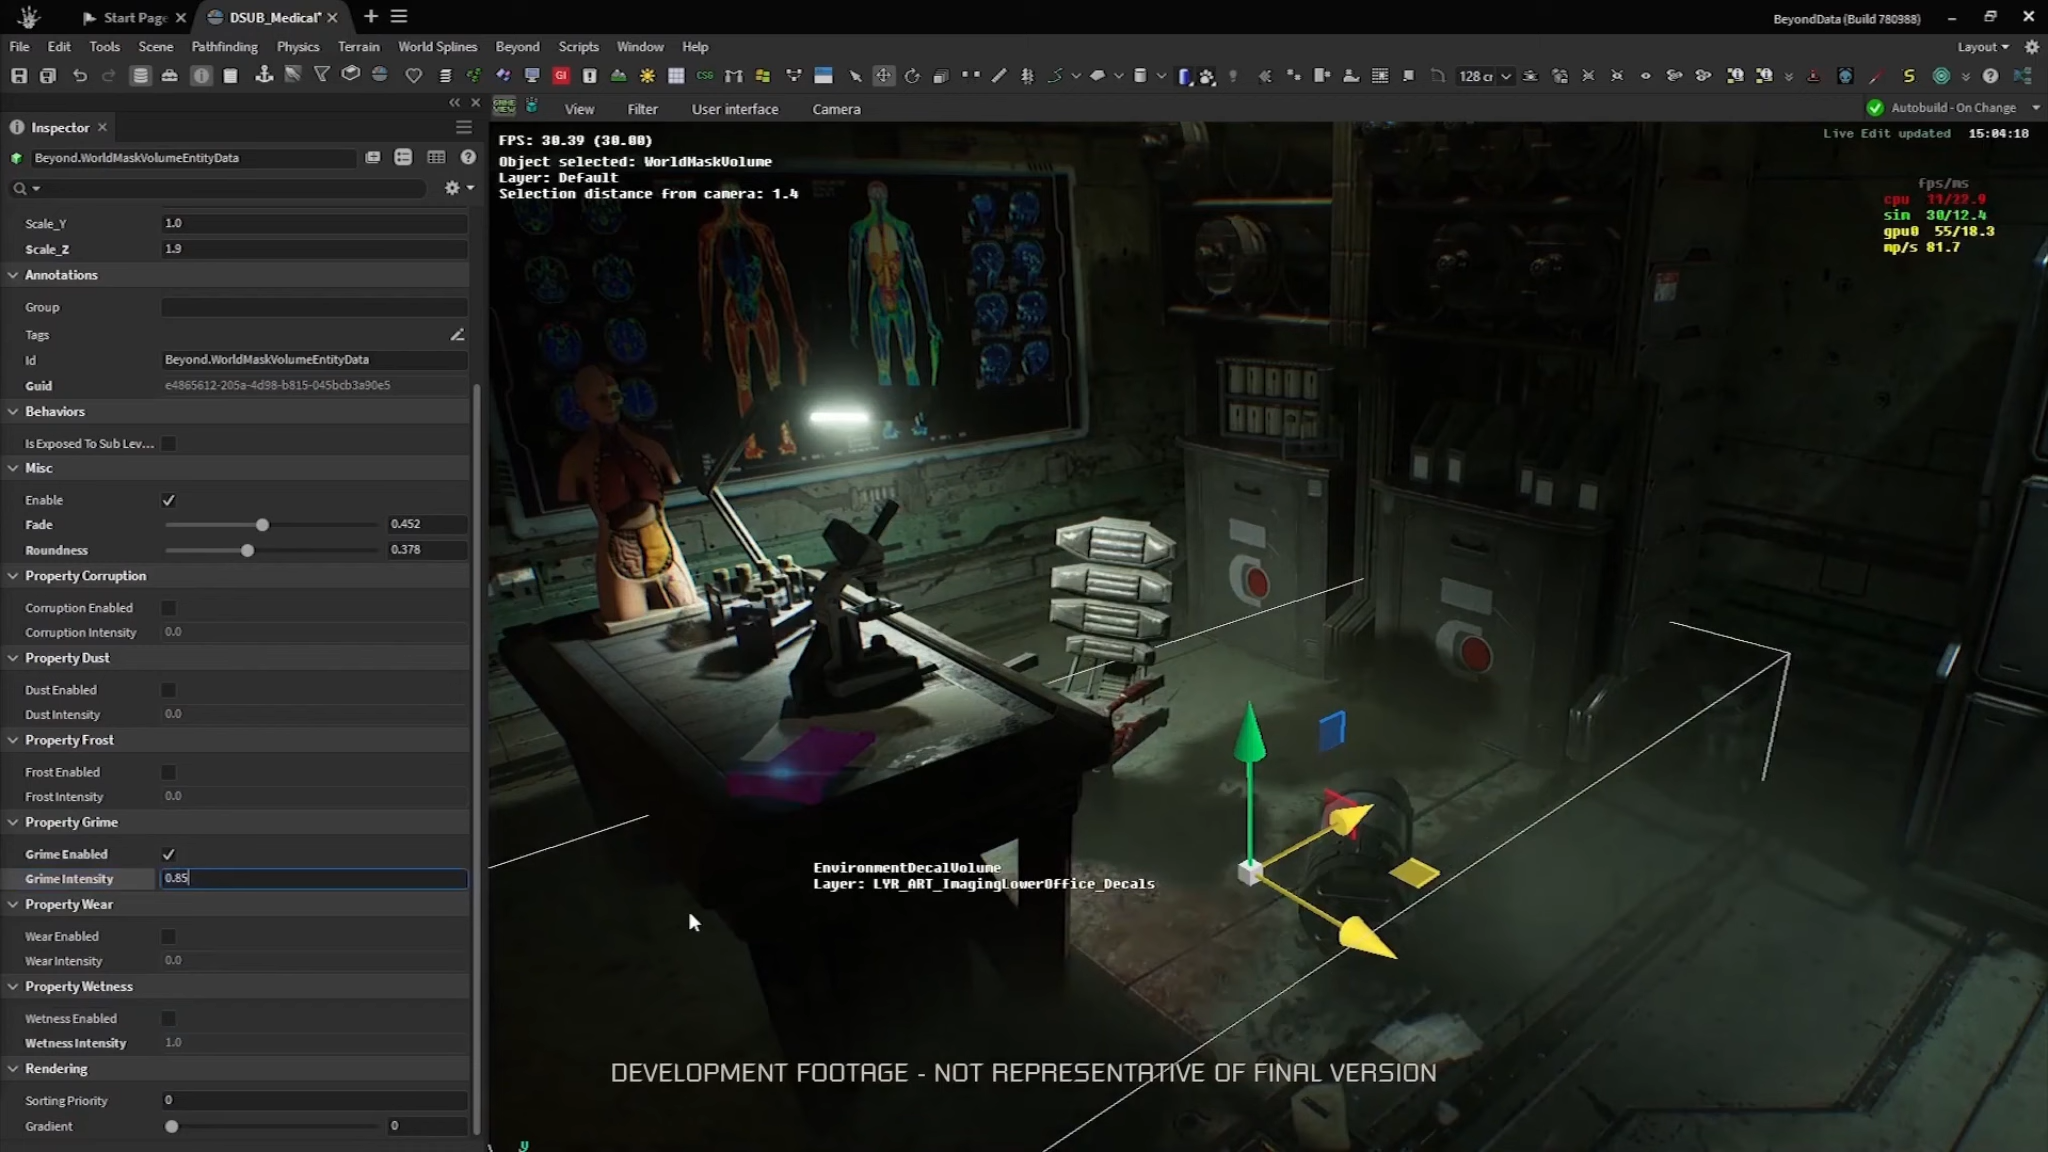 Start Page
DSUB_Medical*
BeyondData (Build 780988)
File Edit Tools Scene Pathfinding Physics Terrain World Splines Beyond Scripts Window Help
Layout
GI
CSG
128 cr
S
Inspector
View Filter User interface Camera
Autobuild - On Change
Beyond.WorldMaskVolumeEntityData
Live Edit updated 15:04:18
FPS: 30.39 (30.00)
Object selected: WorldMaskVolume
Layer: Default
Selection distance from camera: 1.4
fps/ms
cpu 11/22.9
sim 30/12.4
gpu0 55/18.3
mp/s 81.7
Scale_Y 1.0
Scale_Z 1.9
Annotations
Group
Tags
Id Beyond.WorldMaskVolumeEntityData
Guid e4865612-205a-4d98-b815-045bcb3a90e5
Behaviors
Is Exposed To Sub Lev...
Misc
Enable
Fade 0.452
Roundness 0.378
Property Corruption
Corruption Enabled
Corruption Intensity 0.0
Property Dust
Dust Enabled
Dust Intensity 0.0
Property Frost
Frost Enabled
Frost Intensity 0.0
Property Grime
Grime Enabled
Grime Intensity 0.85
Property Wear
Wear Enabled
Wear Intensity 0.0
Property Wetness
Wetness Enabled
Wetness Intensity 1.0
Rendering
Sorting Priority 0
Gradient 0
EnvironmentDecalVolume
Layer: LYR_ART_ImagingLowerOffice_Decals
DEVELOPMENT FOOTAGE - NOT REPRESENTATIVE OF FINAL VERSION
y